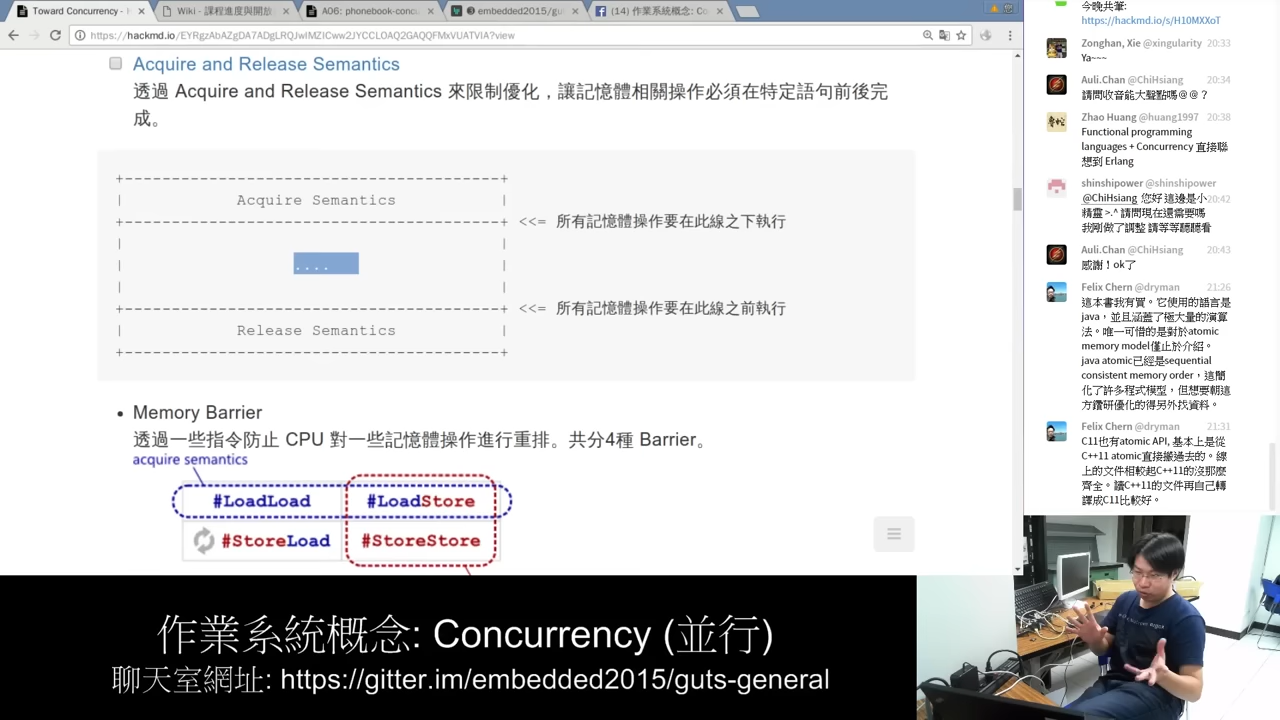 Toward Concurrency - H
Wiki - 課程進度與開放
A06: phonebook-concu
embedded2015/gut
(14) 作業系統概念: Co
https://hackmd.io/EYRgzAbAZgDA7ADgLRQJwIMZICww2JYCCLOAQ2GAQQFMxVUATVIA?view
Acquire and Release Semantics
透過 Acquire and Release Semantics 來限制優化，讓記憶體相關操作必須在特定語句前後完
成。
+----------------------------------------+
| Acquire Semantics |
+----------------------------------------+ <<= 所有記憶體操作要在此線之下執行
| |
| .... |
| |
+----------------------------------------+ <<= 所有記憶體操作要在此線之前執行
| Release Semantics |
+----------------------------------------+
• Memory Barrier
透過一些指令防止 CPU 對一些記憶體操作進行重排。共分4種 Barrier。
acquire semantics
#LoadLoad #LoadStore
#StoreLoad #StoreStore
今晚共筆:
https://hackmd.io/s/H10MXXoT
Zonghan, Xie @xingularity 20:33
Ya~~~
Auli.Chan @ChiHsiang 20:34
請問收音能大聲點嗎＠＠？
Zhao Huang @huang1997 20:38
Functional programming
languages + Concurrency 直接聯
想到 Erlang
shinshipower @shinshipower
20:42
@ChiHsiang 您好 這邊是小
精靈 >.^ 請問現在還需要嗎
我剛做了調整 請等等聽聽看
Auli.Chan @ChiHsiang 20:43
感謝！ok了
Felix Chern @dryman 21:26
這本書我有買。它使用的語言是
java，並且涵蓋了極大量的演算
法。唯一可惜的是對於atomic
memory model僅止於介紹。
java atomic已經是sequential
consistent memory order，這簡
化了許多程式模型，但想要朝這
方鑽研優化的得另外找資料。
Felix Chern @dryman 21:31
C11也有atomic API, 基本上是從
C++11 atomic直接搬過去的。線
上的文件相較起C++11的沒那麼
齊全。讀C++11的文件再自己轉
譯成C11比較好。
作業系統概念: Concurrency (並行)
聊天室網址: https://gitter.im/embedded2015/guts-general